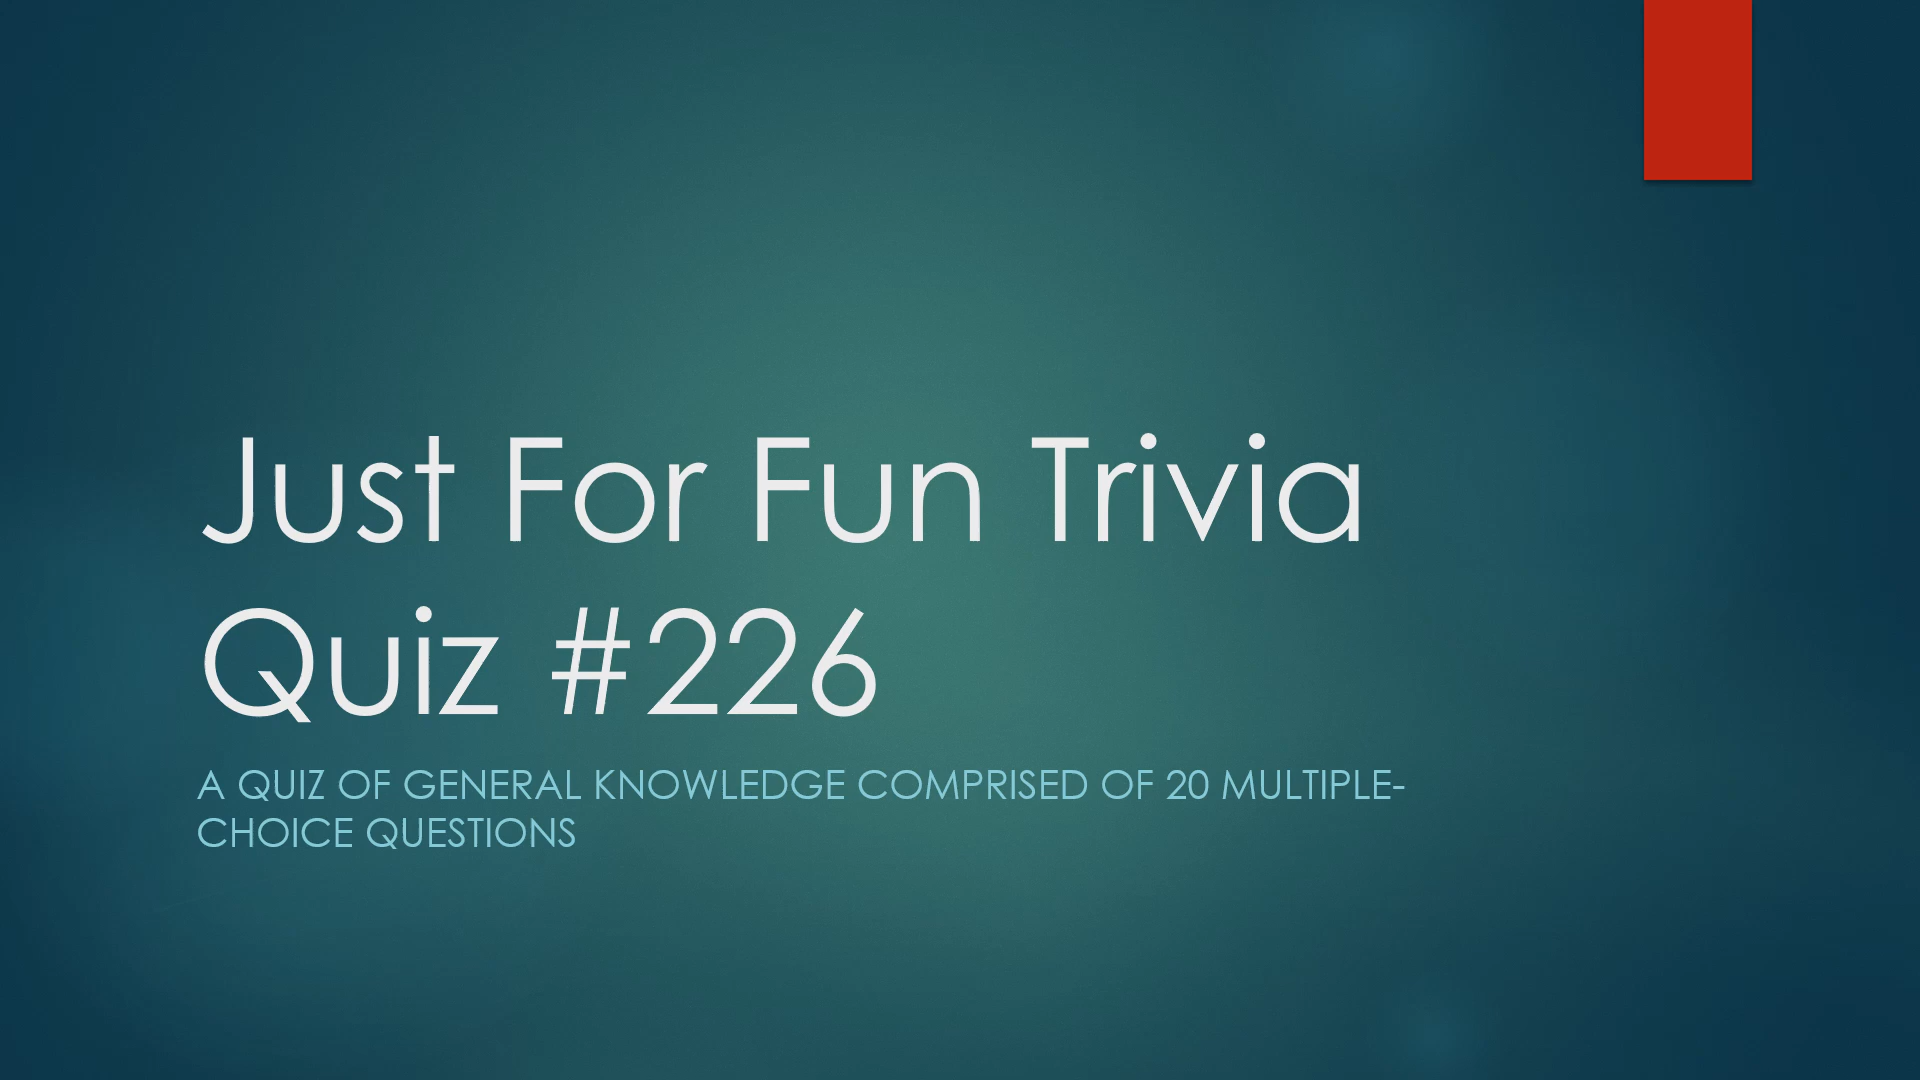 Just For Fun Trivia
Quiz #226
A QUIZ OF GENERAL KNOWLEDGE COMPRISED OF 20 MULTIPLE-
CHOICE QUESTIONS